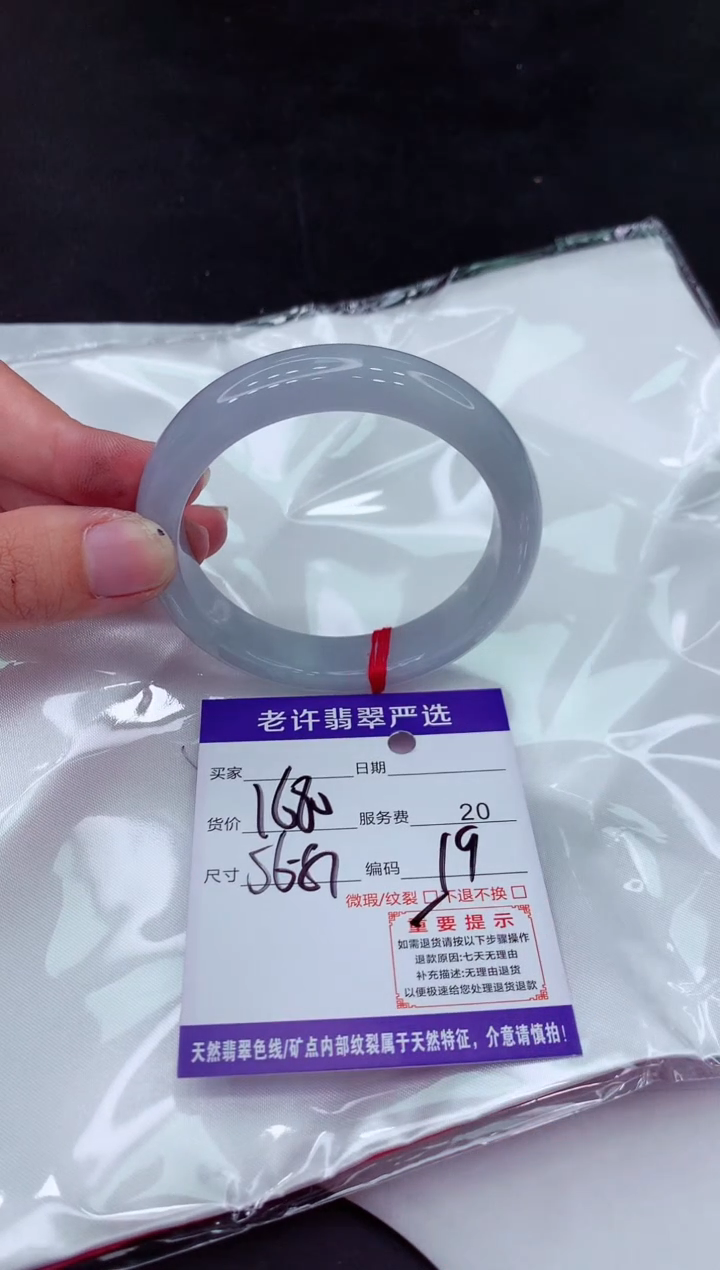 老许翡翠严选
买家 日期
货价 1680 服务费 20
尺寸 编码 19
微瑕/纹裂 □不退不换 □
重要提示
如需退货请按以下步骤操作
退款原因:七天无理由
补充描述:无理由退货
以便极速给您处理退货退款
天然翡翠色线/矿点内部纹裂属于天然特征，介意请慎拍!